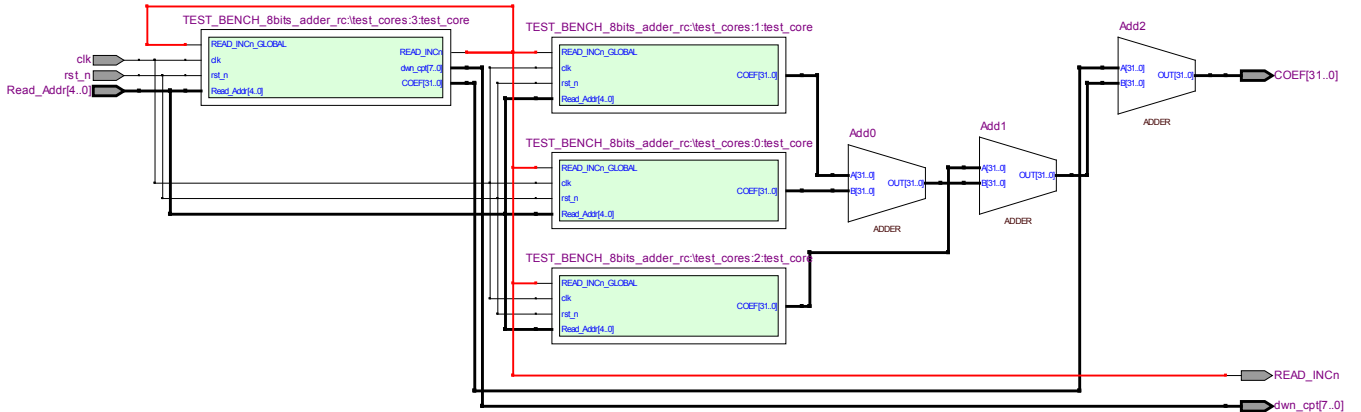 TEST_BENCH_8bits_adder_rc:\test_cores:3:test_core
READ_INCn_GLOBAL
clk
rst_n
Read_Addr[4..0]
READ_INCn
dwn_cpt[7..0]
COEF[31..0]
clk
rst_n
Read_Addr[4..0]
TEST_BENCH_8bits_adder_rc:\test_cores:1:test_core
READ_INCn_GLOBAL
clk
rst_n
Read_Addr[4..0]
COEF[31..0]
TEST_BENCH_8bits_adder_rc:\test_cores:0:test_core
READ_INCn_GLOBAL
clk
rst_n
Read_Addr[4..0]
COEF[31..0]
TEST_BENCH_8bits_adder_rc:\test_cores:2:test_core
READ_INCn_GLOBAL
clk
rst_n
Read_Addr[4..0]
COEF[31..0]
Add0
A[31..0]
B[31..0]
OUT[31..0]
ADDER
Add1
A[31..0]
B[31..0]
OUT[31..0]
ADDER
Add2
A[31..0]
B[31..0]
OUT[31..0]
ADDER
COEF[31..0]
READ_INCn
dwn_cpt[7..0]